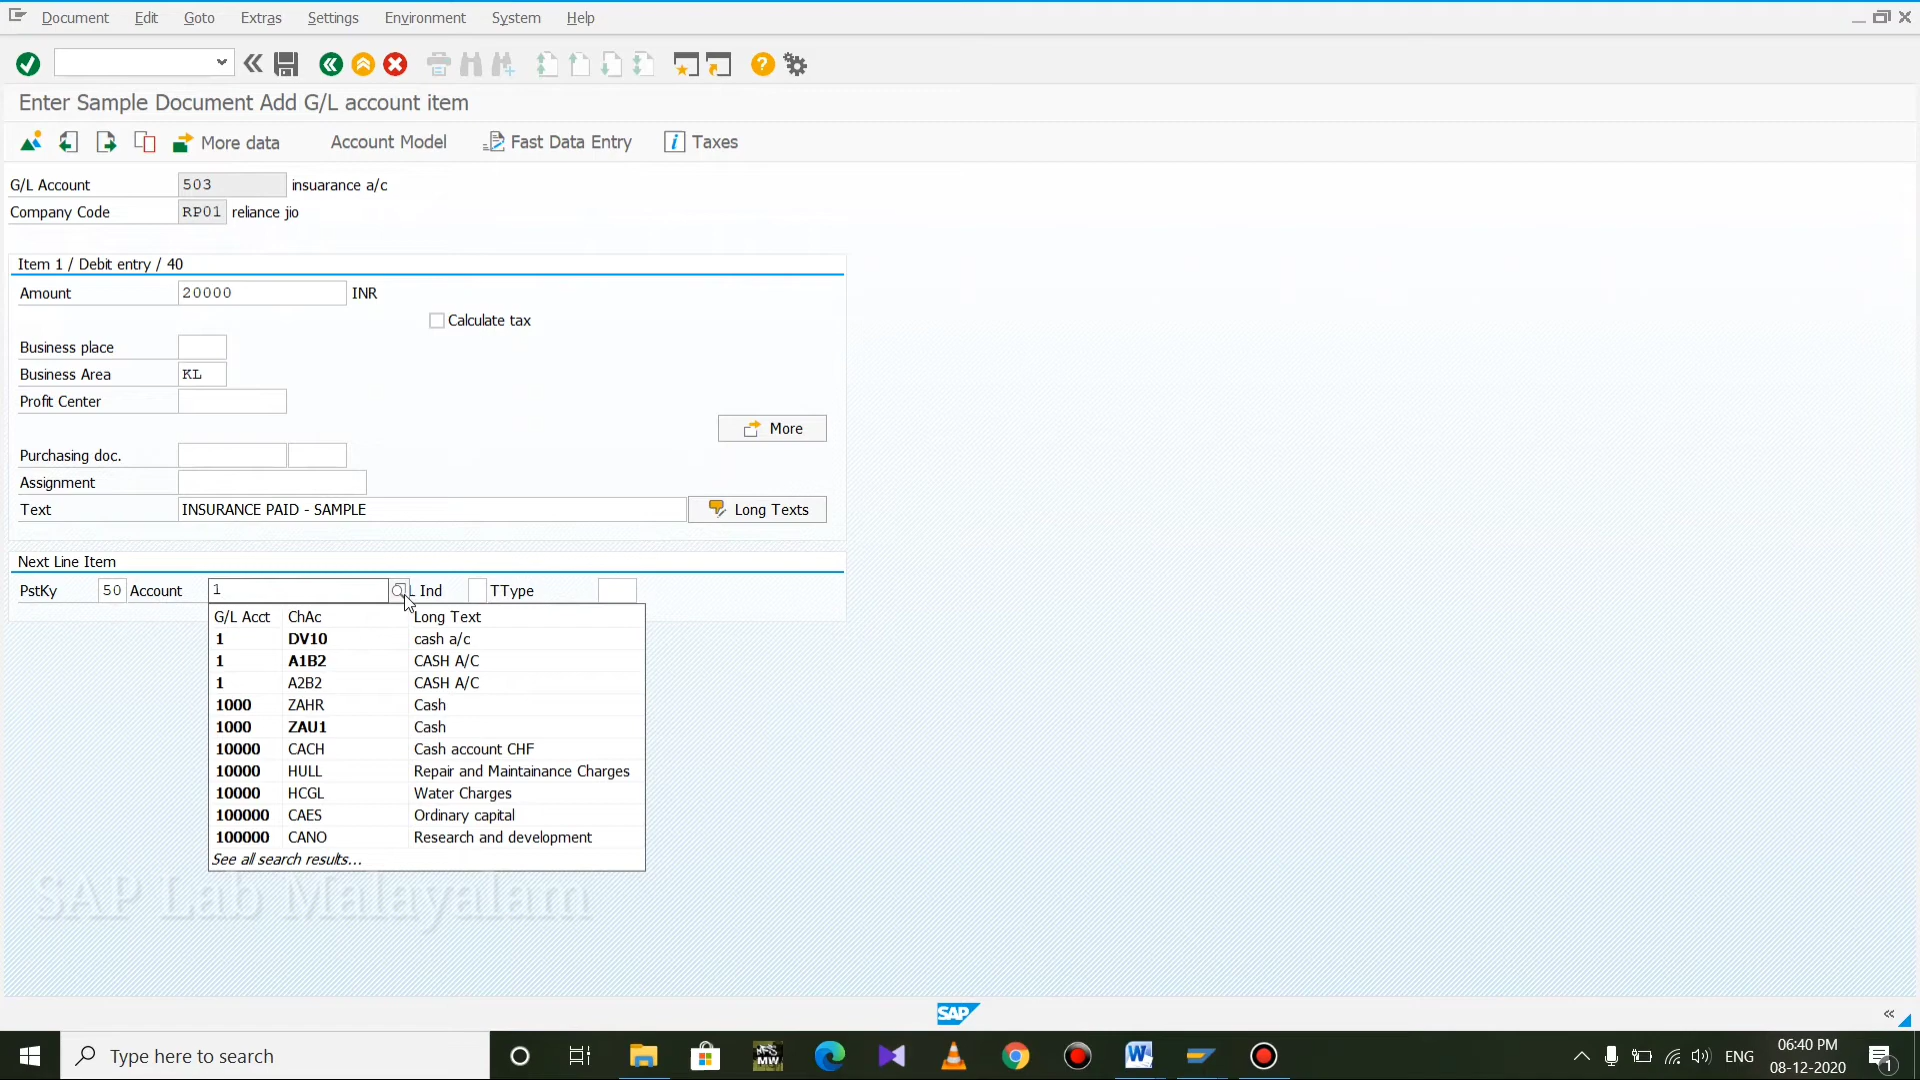 Document Edit Goto Extras Settings Environment System Help
Enter Sample Document Add G/L account item
More data Account Model Fast Data Entry Taxes
G/L Account 503 insuarance a/c
Company Code RP01 reliance jio
Item 1 / Debit entry / 40
Amount 20000 INR
Calculate tax
Business place
Business Area KL
Profit Center
More
Purchasing doc.
Assignment
Text INSURANCE PAID - SAMPLE Long Texts
Next Line Item
PstKy 50 Account 1 L Ind TType
G/L Acct ChAc Long Text
1 DV10 cash a/c
1 A1B2 CASH A/C
1 A2B2 CASH A/C
1000 ZAHR Cash
1000 ZAU1 Cash
10000 CACH Cash account CHF
10000 HULL Repair and Maintainance Charges
10000 HCGL Water Charges
100000 CAES Ordinary capital
100000 CANO Research and development
See all search results...
SAP Lab Malayalam
SAP
Type here to search
MW
ENG
06:40 PM
08-12-2020
1